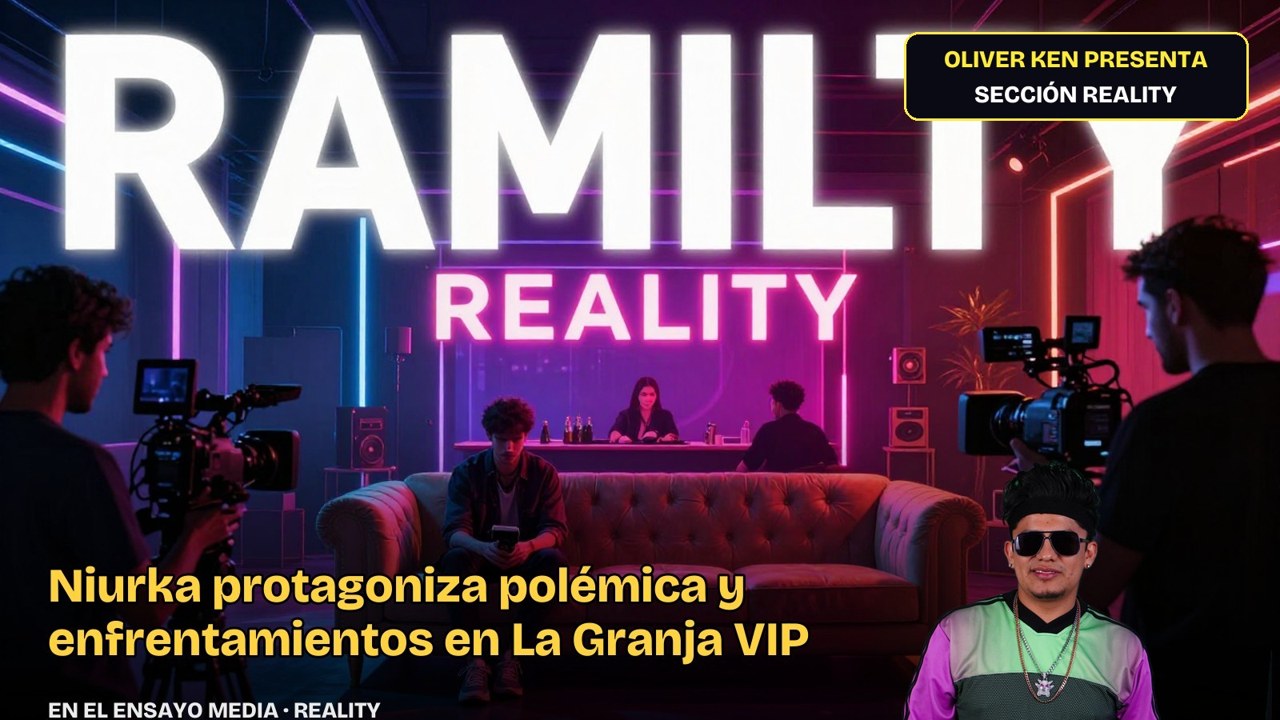 RAMILTY
OLIVER KEN PRESENTA
SECCIÓN REALITY
REALITY
Niurka protagoniza polémica y
enfrentamientos en La Granja VIP
EN EL ENSAYO MEDIA · REALITY